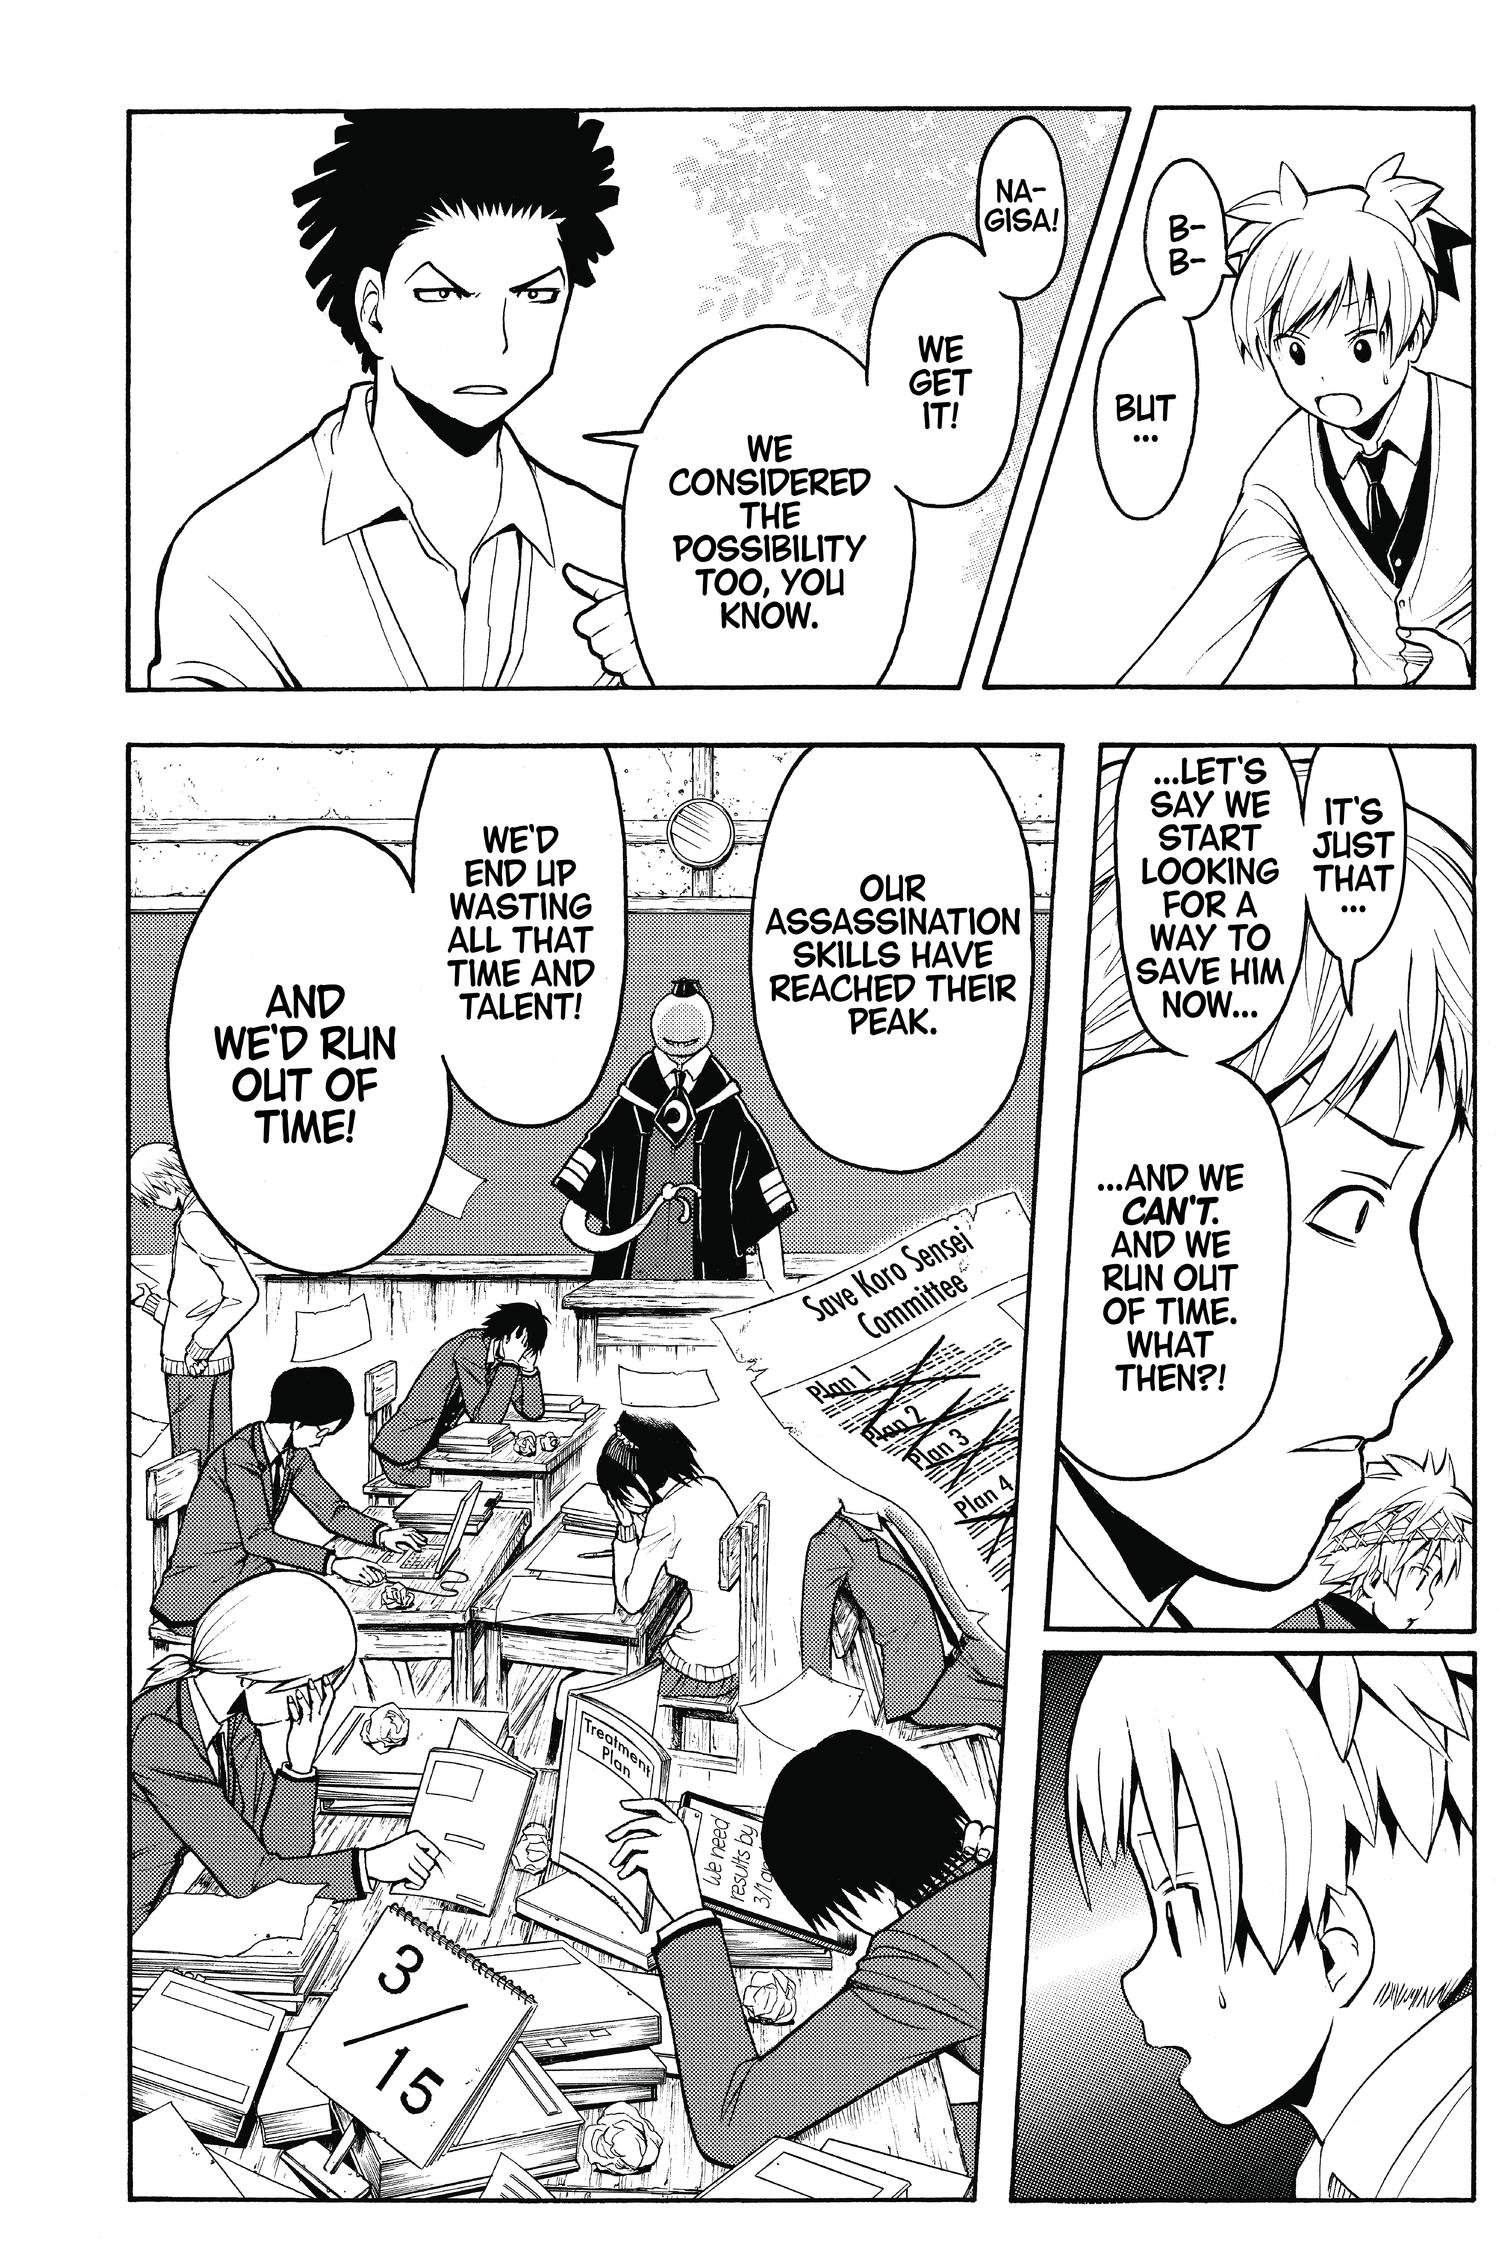 B-
B-
BUT
...
NA-
GISA!
WE
GET
IT!
WE
CONSIDERED
THE
POSSIBILITY
TOO, YOU
KNOW.
IT'S
JUST
THAT
...
...LET'S
SAY WE
START
LOOKING
FOR A
WAY TO
SAVE HIM
NOW...
...AND WE
CAN'T.
AND WE
RUN OUT
OF TIME.
WHAT
THEN?!
OUR
ASSASSINATION
SKILLS HAVE
REACHED THEIR
PEAK.
WE'D
END UP
WASTING
ALL THAT
TIME AND
TALENT!
AND
WE'D RUN
OUT OF
TIME!
Save Koro Sensei
Committee
Plan 1
Plan 2
Plan 3
Plan 4
Treatment
Plan
We need
results by
3/1
3/15